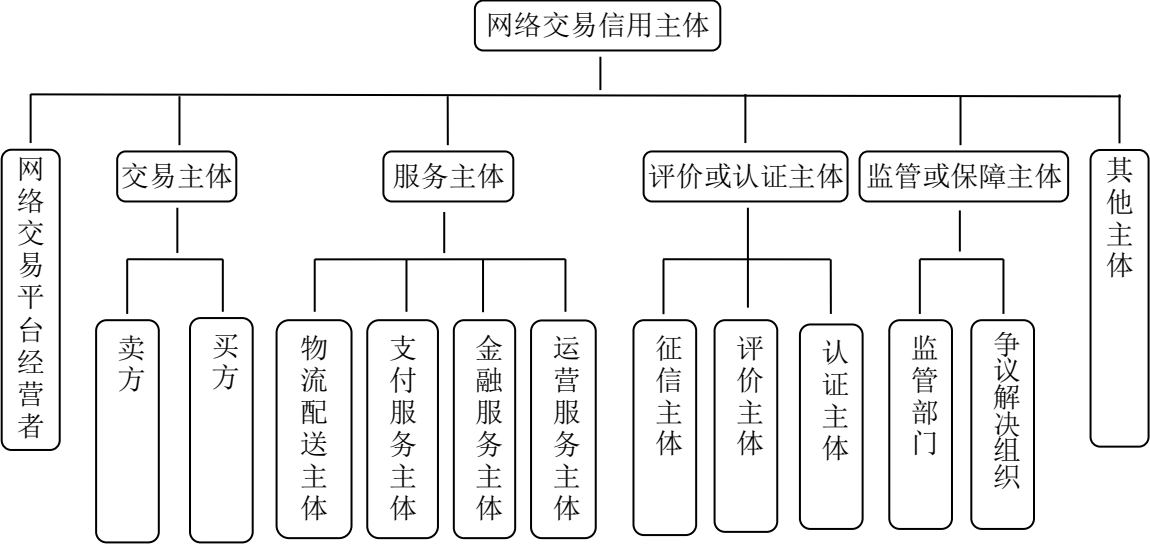 网络交易信用主体
网络交易平台经营者
交易主体
服务主体
评价或认证主体
监管或保障主体
其他主体
卖方
买方
物流配送主体
支付服务主体
金融服务主体
运营服务主体
征信主体
评价主体
认证主体
监管部门
争议解决组织